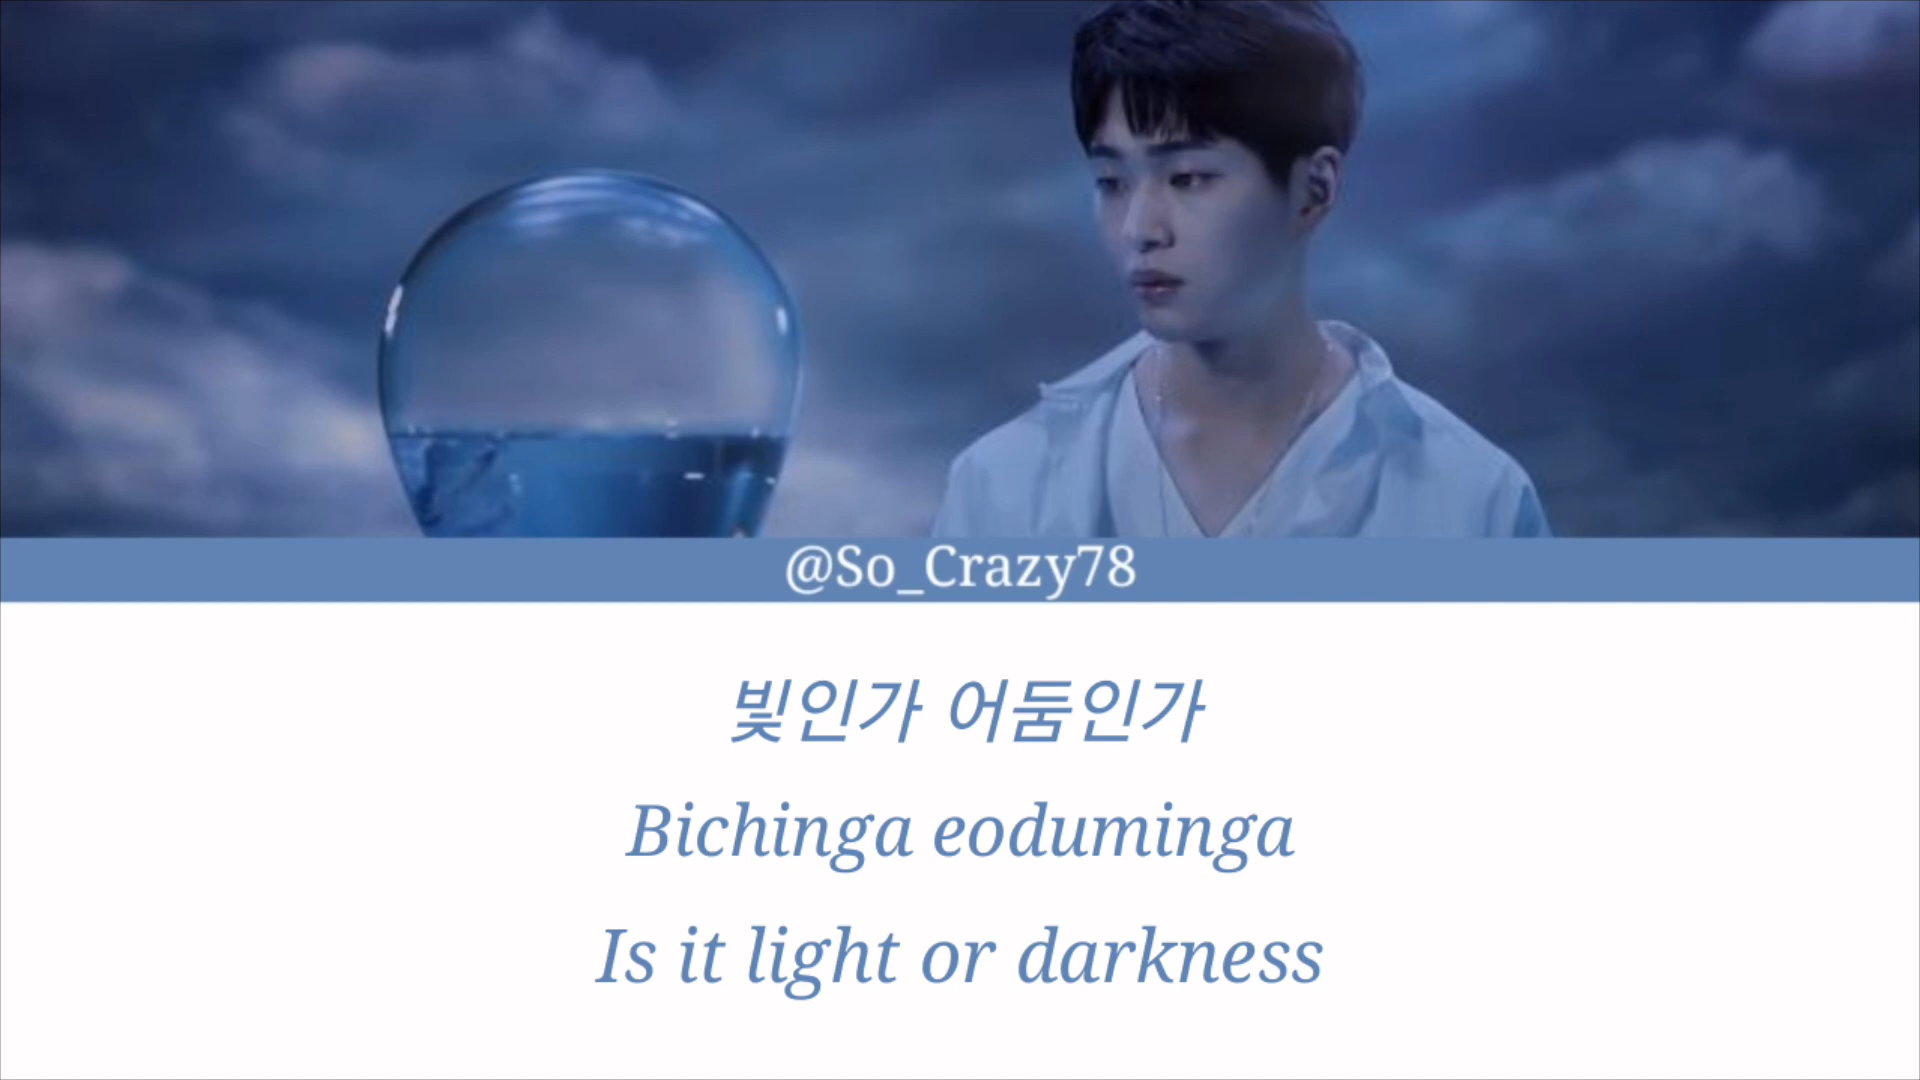 @So_Crazy78
빛인가 어둠인가
Bichinga eoduminga
Is it light or darkness